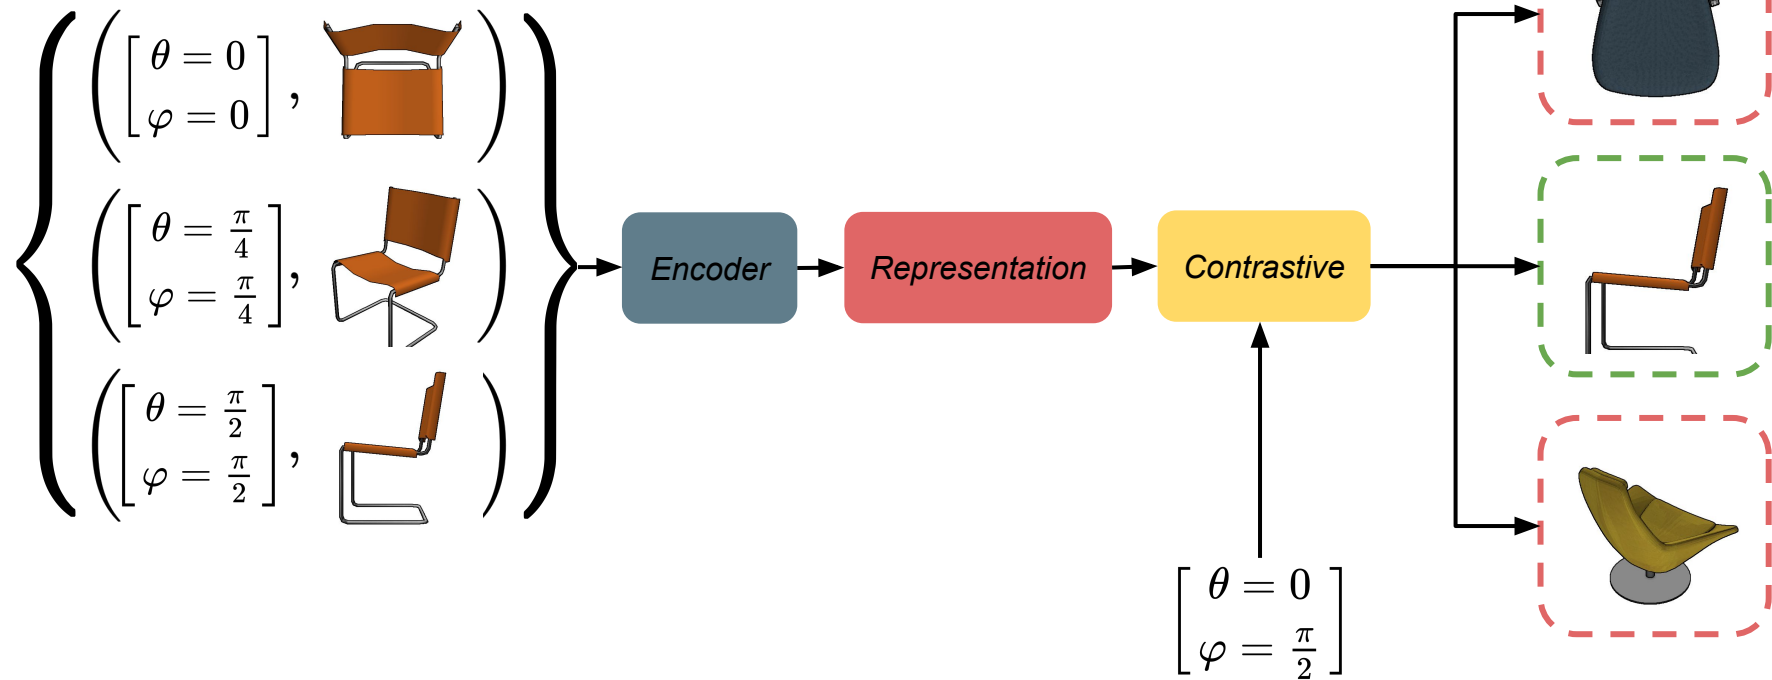 θ = 0
φ = 0
,
θ = π/4
φ = π/4
,
θ = π/2
φ = π/2
,
Encoder
Representation
Contrastive
θ = 0
φ = π/2